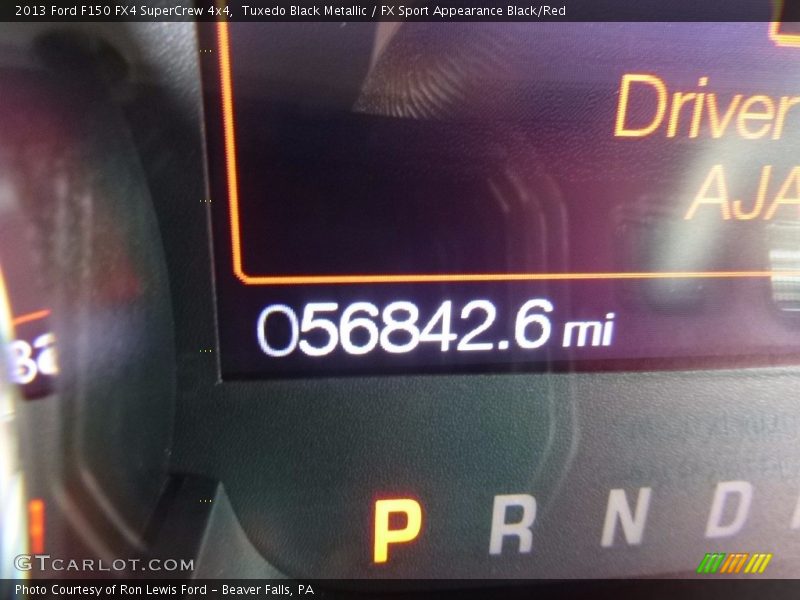 2013 Ford F150 FX4 SuperCrew 4x4, Tuxedo Black Metallic / FX Sport Appearance Black/Red
Driver
AJA
056842.6 mi
P R N D
GTCARLOT.COM
Photo Courtesy of Ron Lewis Ford - Beaver Falls, PA